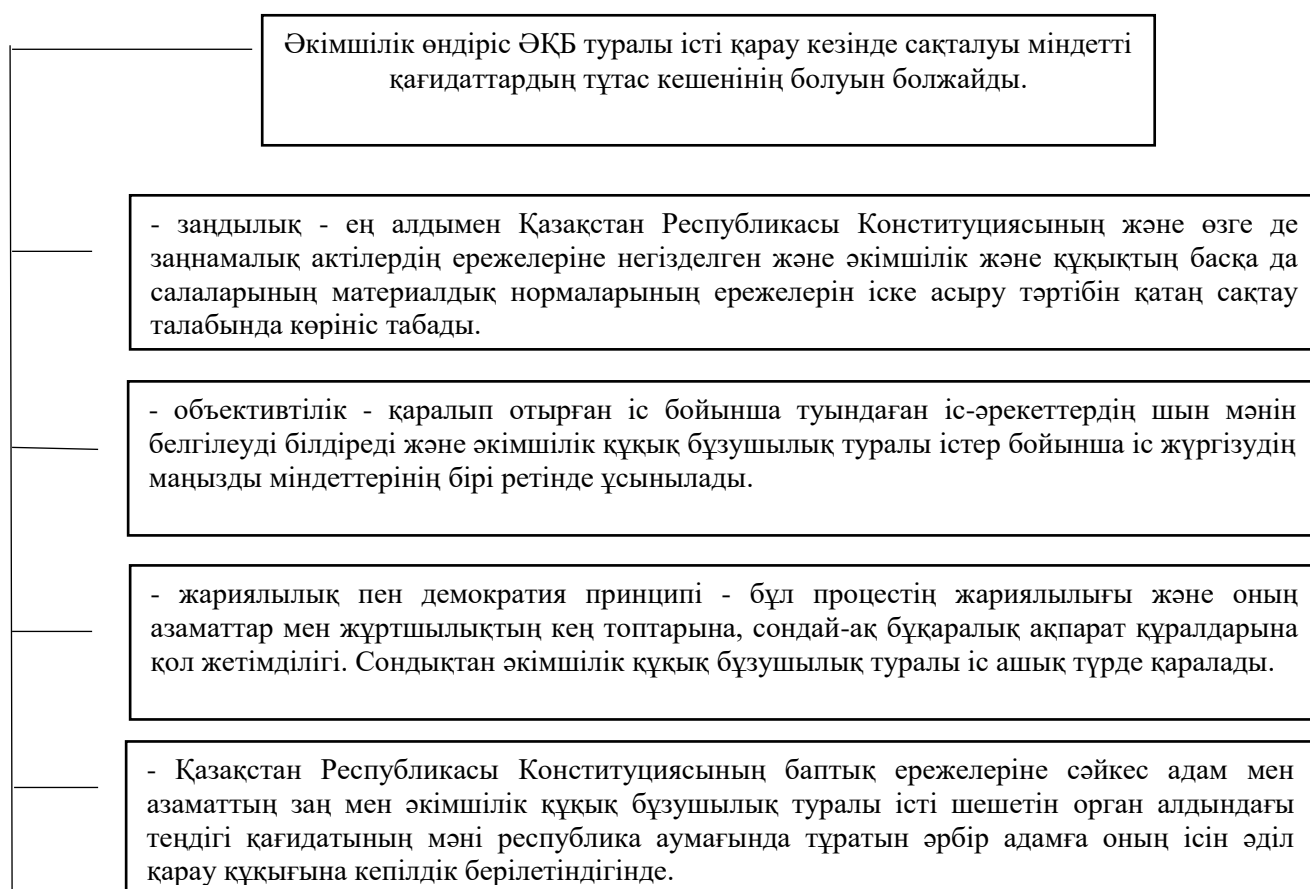 Әкімшілік өндіріс ӘҚБ туралы істі қарау кезінде сақталуы міндетті
қағидаттардың тұтас кешенінің болуын болжайды.
- заңдылық - ең алдымен Қазақстан Республикасы Конституциясының және өзге де
заңнамалық актілердің ережелеріне негізделген және әкімшілік және құқықтың басқа да
салаларының материалдық нормаларының ережелерін іске асыру тәртібін қатаң сақтау
талабында көрініс табады.
- объективтілік - қаралып отырған іс бойынша туындаған іс-әрекеттердің шын мәнін
белгілеуді білдіреді және әкімшілік құқық бұзушылық туралы істер бойынша іс жүргізудің
маңызды міндеттерінің бірі ретінде ұсынылады.
- жариялылық пен демократия принципі - бұл процестің жариялылығы және оның
азаматтар мен жұртшылықтың кең топтарына, сондай-ақ бұқаралық ақпарат құралдарына
қол жетімділігі. Сондықтан әкімшілік құқық бұзушылық туралы іс ашық түрде қаралады.
- Қазақстан Республикасы Конституциясының баптық ережелеріне сәйкес адам мен
азаматтың заң мен әкімшілік құқық бұзушылық туралы істі шешетін орган алдындағы
теңдігі қағидатының мәні республика аумағында тұратын әрбір адамға оның ісін әділ
қарау құқығына кепілдік берілетіндігінде.